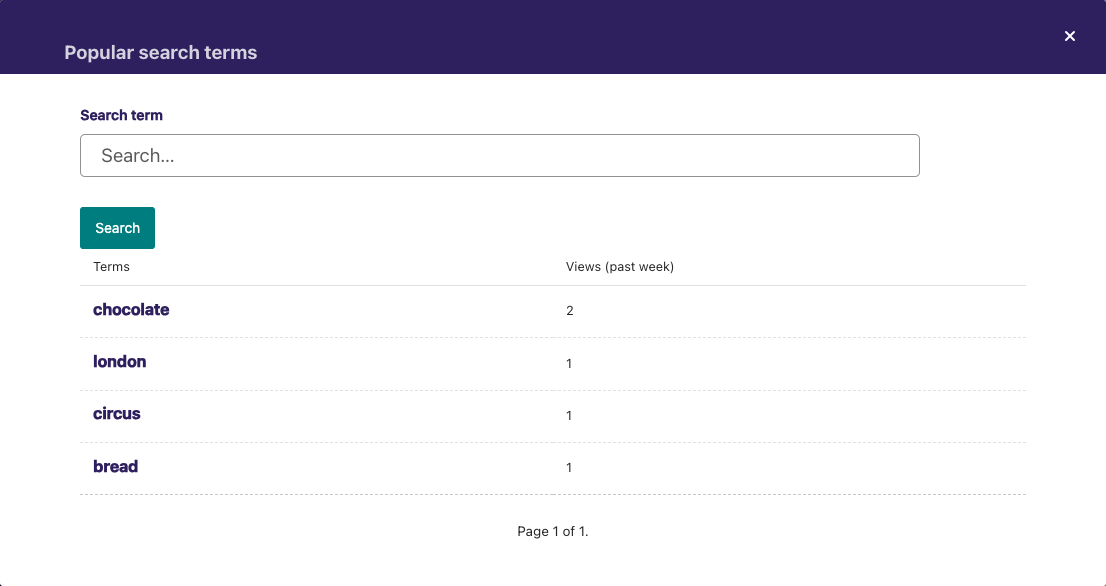 Popular search terms
Search term
Search...
Search
Terms Views (past week)
chocolate 2
london 1
circus 1
bread 1
Page 1 of 1.